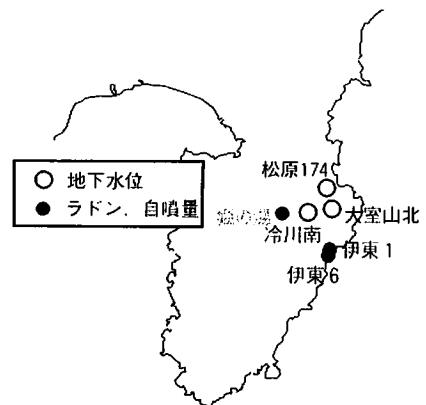 松原174
○ 地下水位
● ラドン、自噴量
大室山北
冷川南
伊東1
伊東6